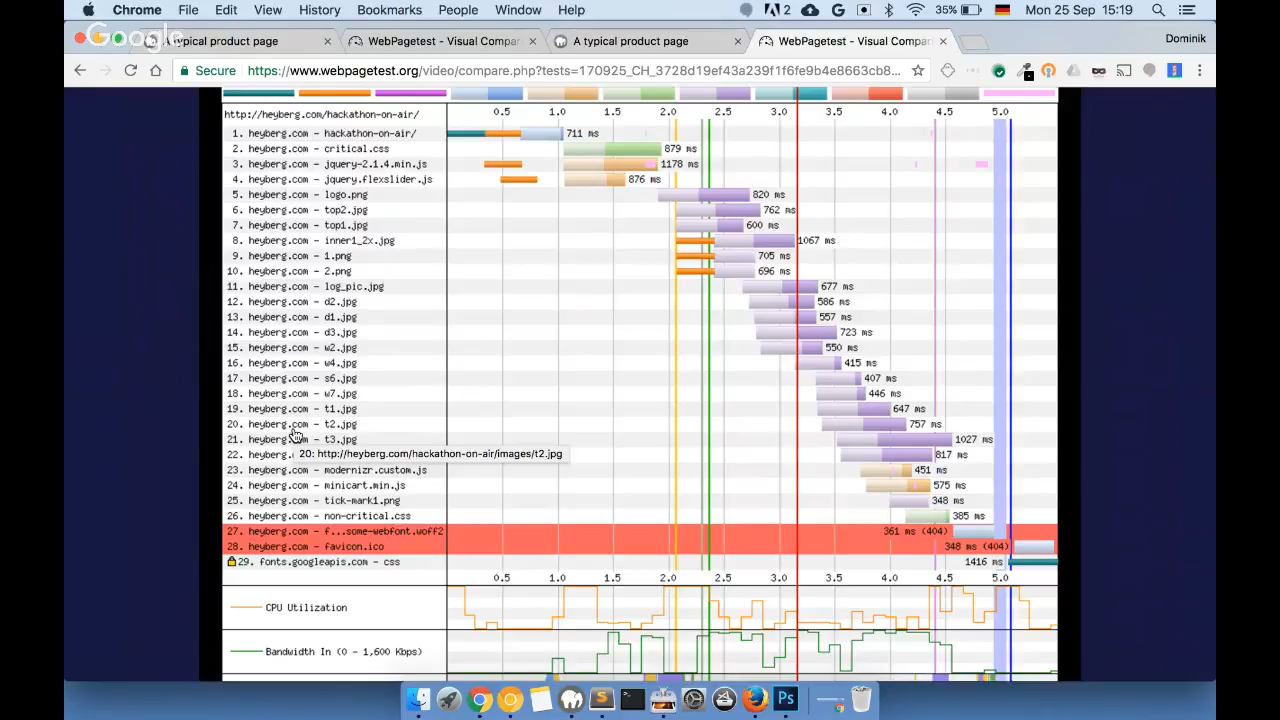 Chrome File Edit View History Bookmarks People Window Help 2 G 35% Mon 25 Sep 15:19
Google
A typical product page × WebPagetest - Visual Compar × A typical product page × WebPagetest - Visual Compari × Dominik
Secure https://www.webpagetest.org/video/compare.php?tests=170925_CH_3728d19ef43a239f1f6fe9b4e8663cb8...
http://heyberg.com/hackathon-on-air/ 0.5 1.0 1.5 2.0 2.5 3.0 3.5 4.0 4.5 5.0
1. heyberg.com - hackathon-on-air/ 711 ms
2. heyberg.com - critical.css 879 ms
3. heyberg.com - jquery-2.1.4.min.js 1178 ms
4. heyberg.com - jquery.flexslider.js 876 ms
5. heyberg.com - logo.png 820 ms
6. heyberg.com - top2.jpg 762 ms
7. heyberg.com - top1.jpg 600 ms
8. heyberg.com - inner1_2x.jpg 1067 ms
9. heyberg.com - 1.png 705 ms
10. heyberg.com - 2.png 696 ms
11. heyberg.com - log_pic.jpg 677 ms
12. heyberg.com - d2.jpg 586 ms
13. heyberg.com - d1.jpg 557 ms
14. heyberg.com - d3.jpg 723 ms
15. heyberg.com - w2.jpg 550 ms
16. heyberg.com - w4.jpg 415 ms
17. heyberg.com - s6.jpg 407 ms
18. heyberg.com - w7.jpg 446 ms
19. heyberg.com - t1.jpg 647 ms
20. heyberg.com - t2.jpg 757 ms
21. heyberg.com - t3.jpg 1027 ms
22. heyberg. 817 ms
20: http://heyberg.com/hackathon-on-air/images/t2.jpg
23. heyberg.com - modernizr.custom.js 451 ms
24. heyberg.com - minicart.min.js 575 ms
25. heyberg.com - tick-mark1.png 348 ms
26. heyberg.com - non-critical.css 385 ms
27. heyberg.com - f...some-webfont.woff2 361 ms (404)
28. heyberg.com - favicon.ico 348 ms (404)
29. fonts.googleapis.com - css 1416 ms
0.5 1.0 1.5 2.0 2.5 3.0 3.5 4.0 4.5 5.0
CPU Utilization
Bandwidth In (0 - 1,600 Kbps)
S Ps